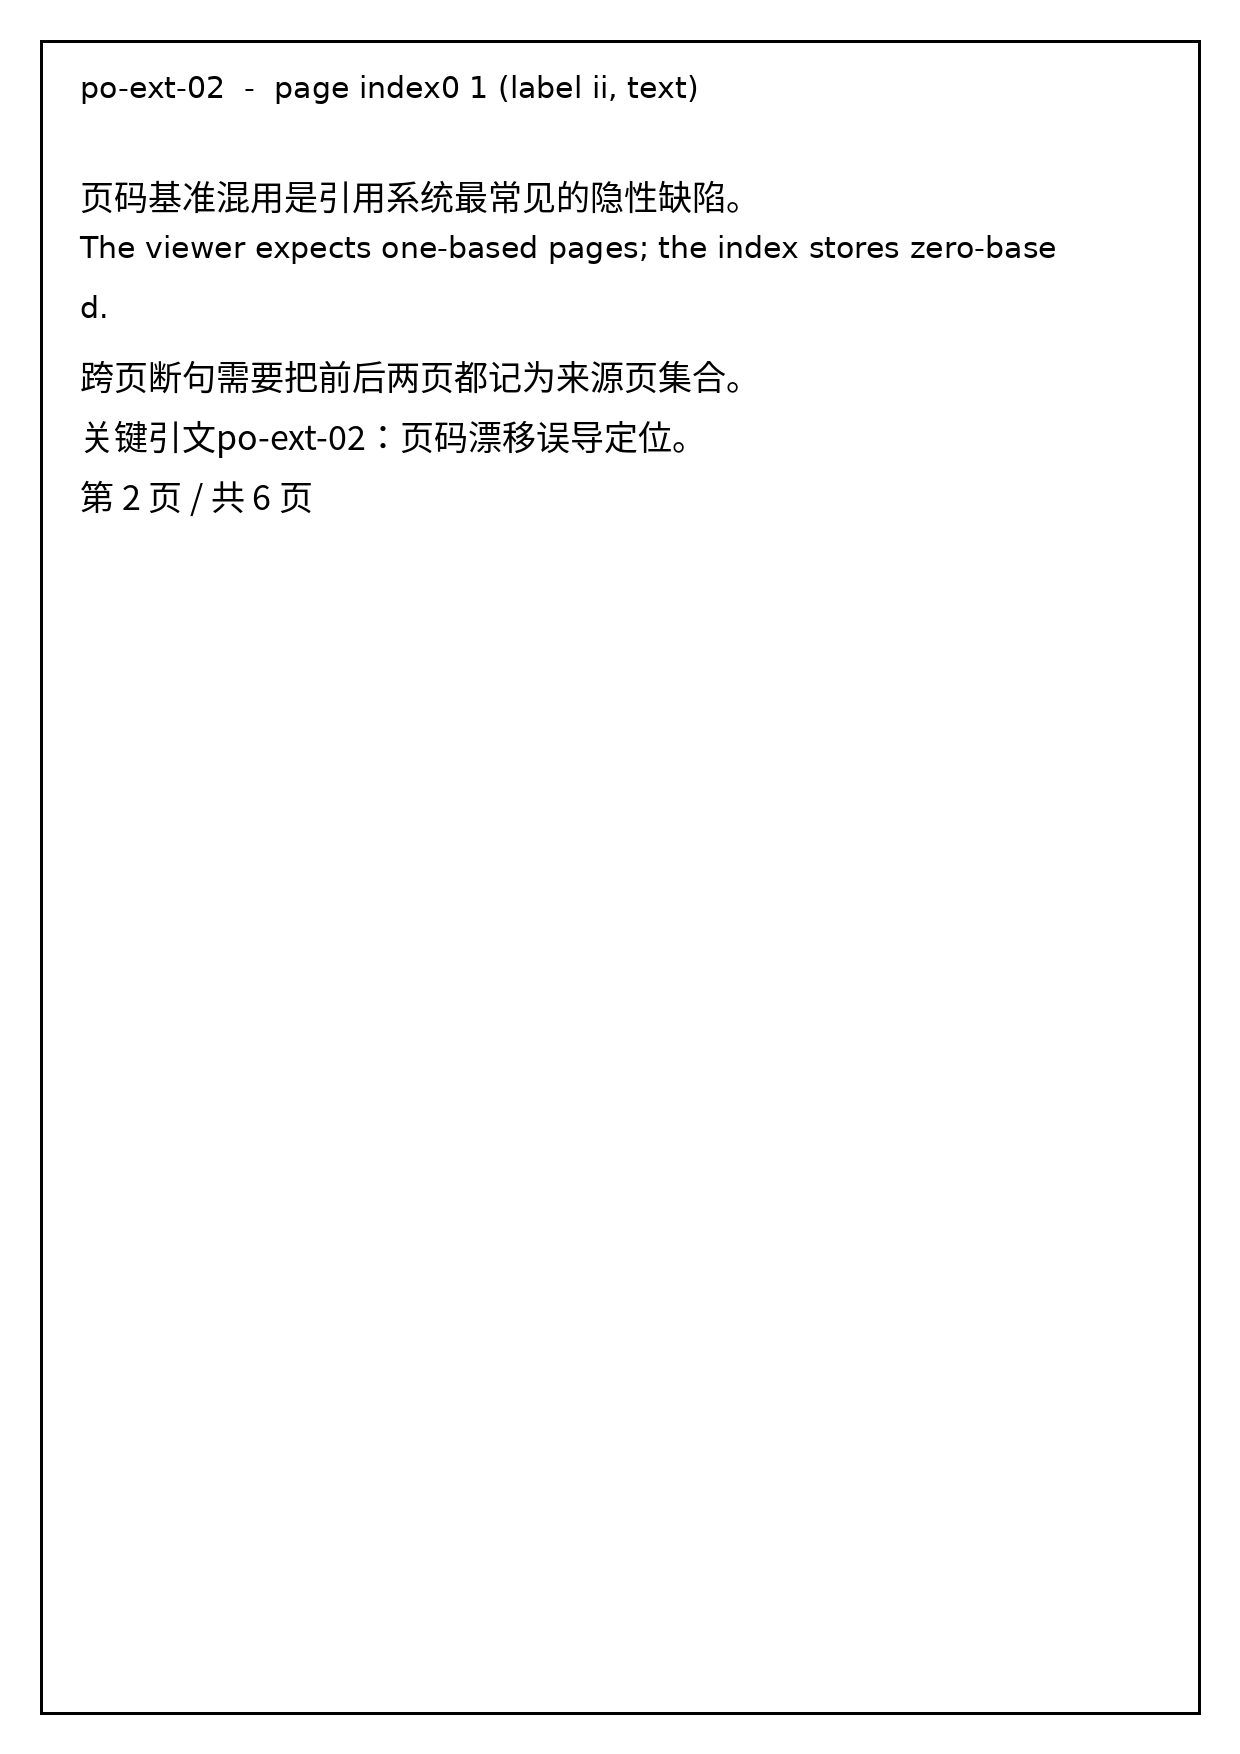 po-ext-02  -  page index0 1 (label ii, text)
页码基准混用是引用系统最常见的隐性缺陷。
The viewer expects one-based pages; the index stores zero-base
d.
跨页断句需要把前后两页都记为来源页集合。
关键引文po-ext-02：页码漂移误导定位。
第 2 页 / 共 6 页